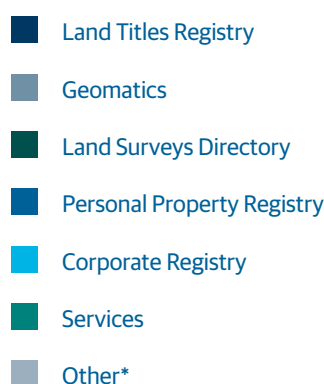 Land Titles Registry
Geomatics
Land Surveys Directory
Personal Property Registry
Corporate Registry
Services
Other*